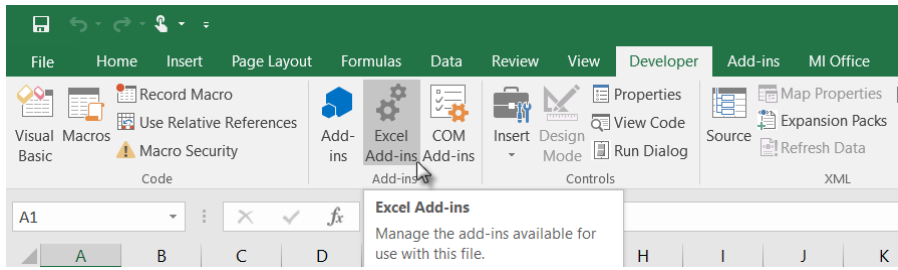 File Home Insert Page Layout Formulas Data Review View Developer Add-ins MI Office
Visual Basic
Macros
Record Macro
Use Relative References
Macro Security
Code
Add-ins
Excel Add-ins
COM Add-ins
Add-ins
Insert
Design Mode
Properties
View Code
Run Dialog
Controls
Source
Map Properties
Expansion Packs
Refresh Data
XML
A1 fx
Excel Add-ins
Manage the add-ins available for
use with this file.
A B C D H I J K